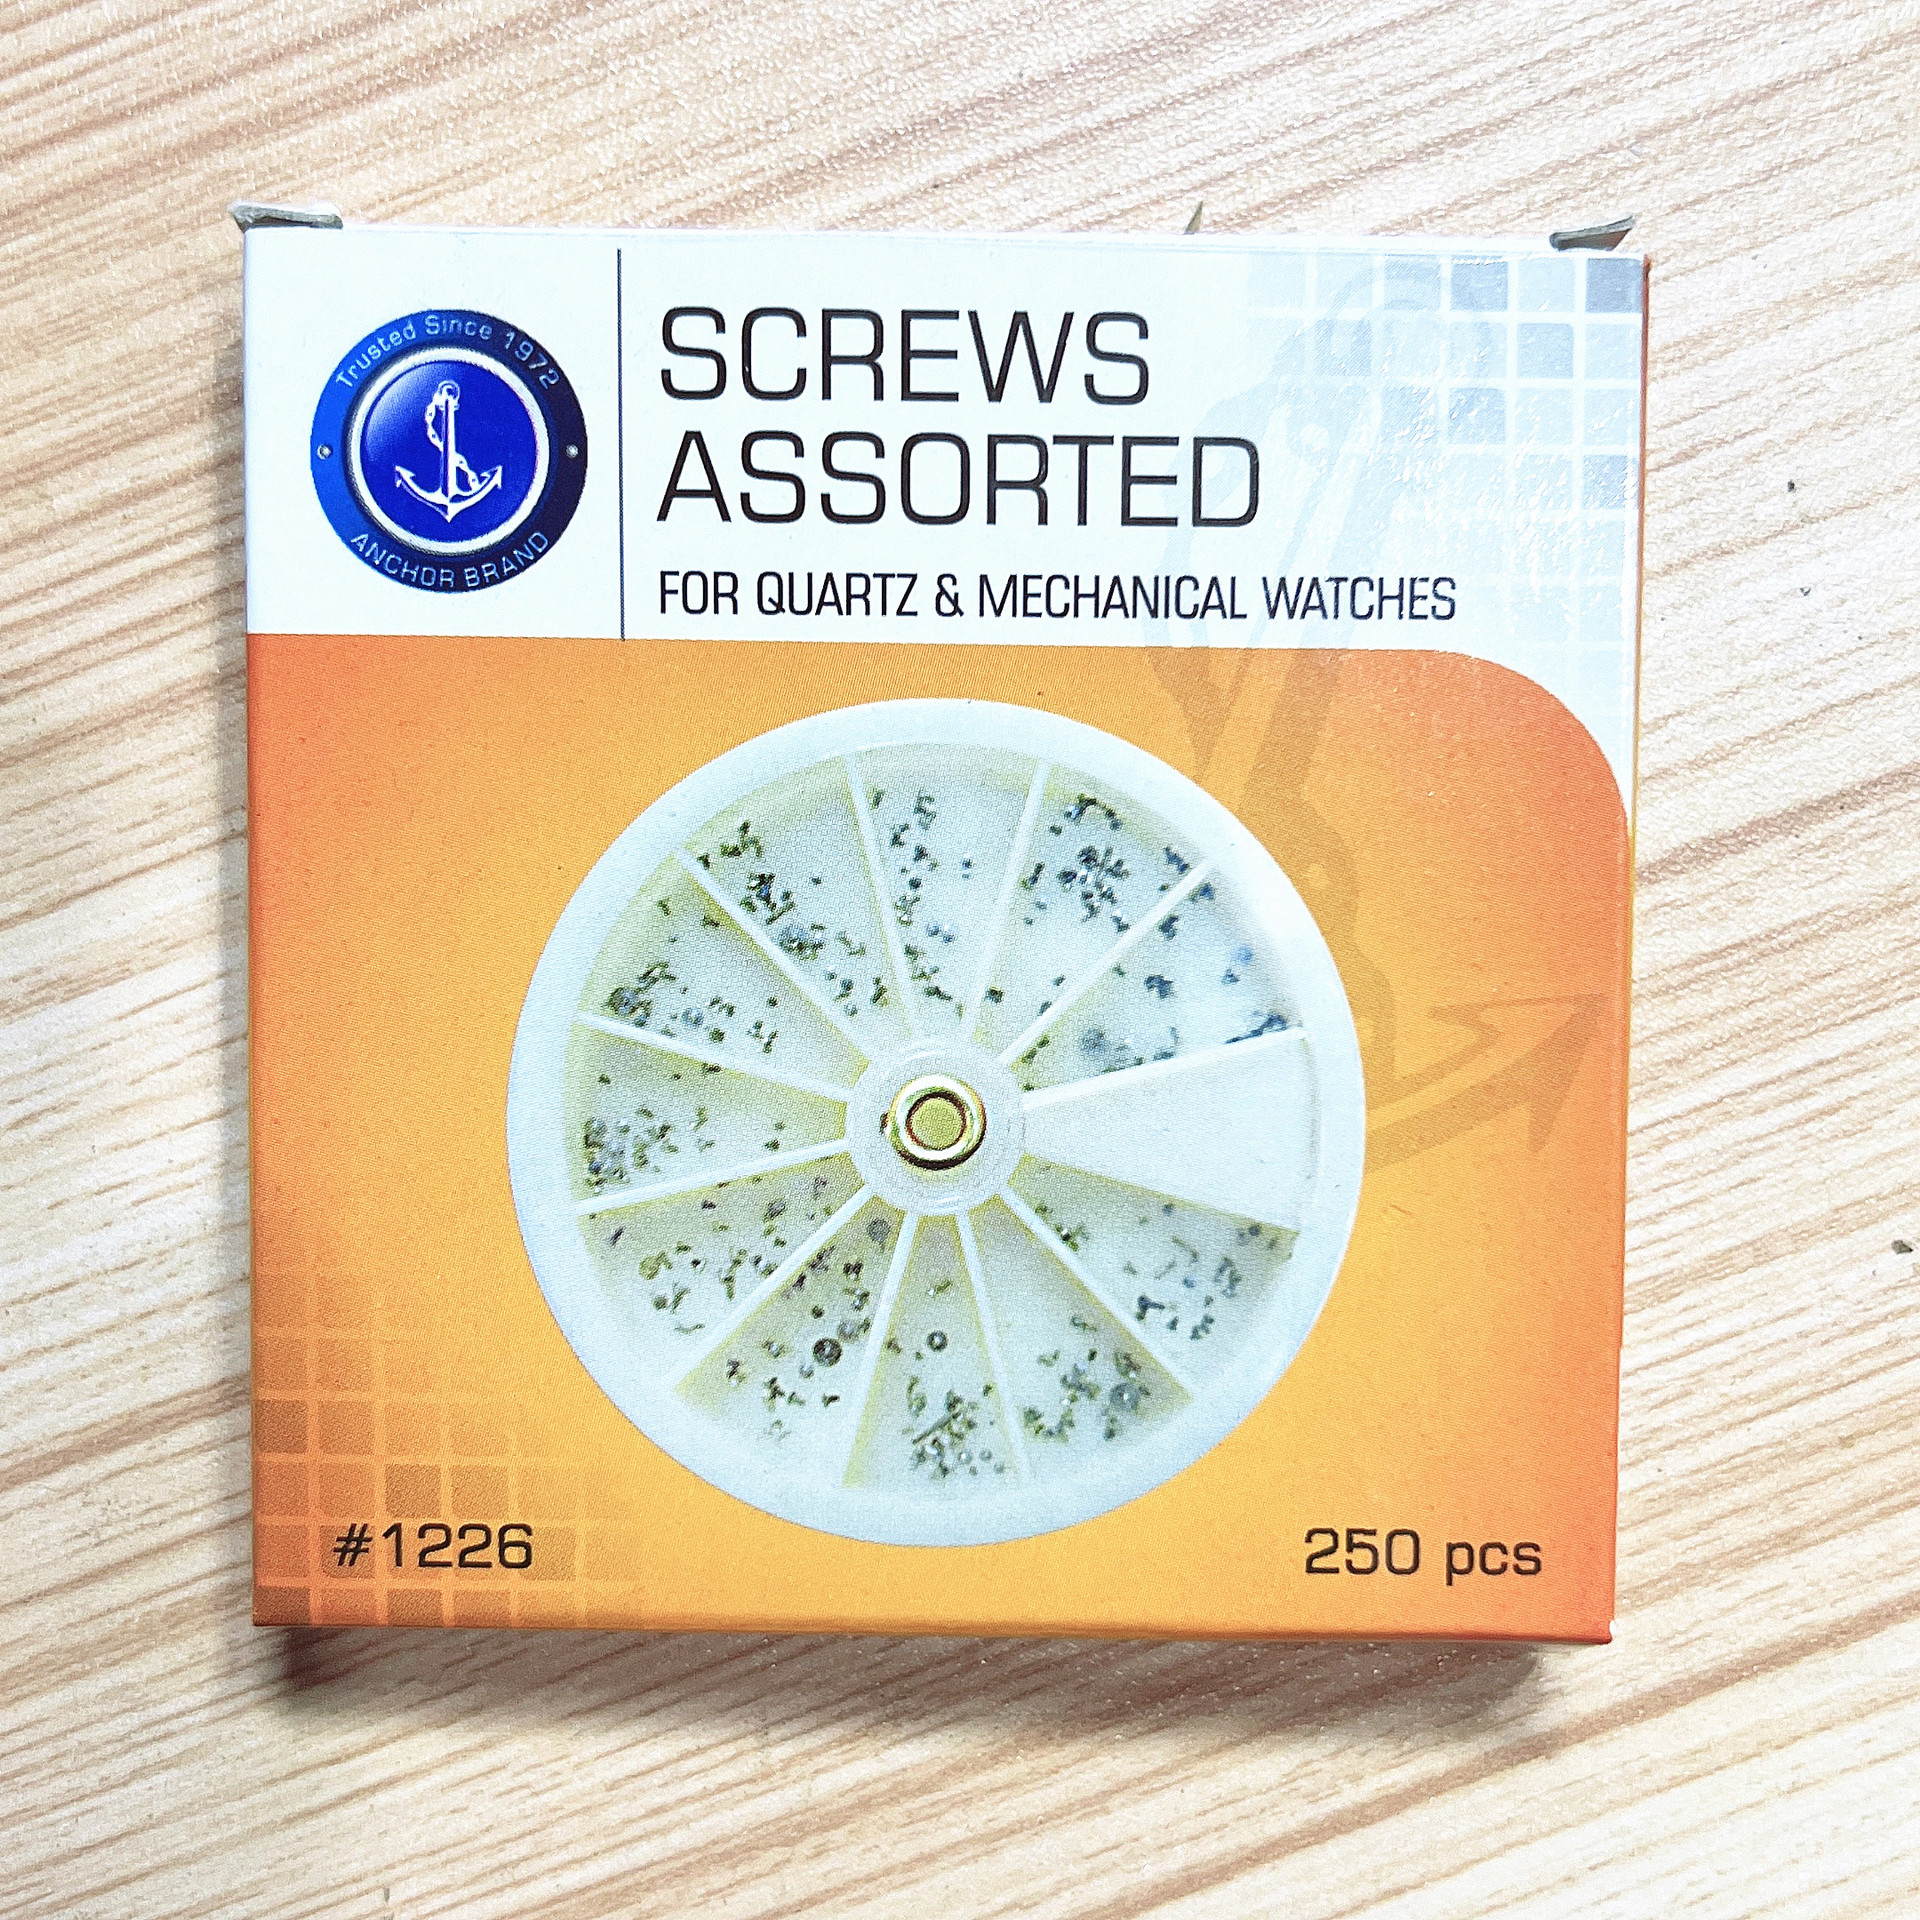 Trusted Since 1972
ANCHOR BRAND
SCREWS
ASSORTED
FOR QUARTZ & MECHANICAL WATCHES
#1226
250 pcs